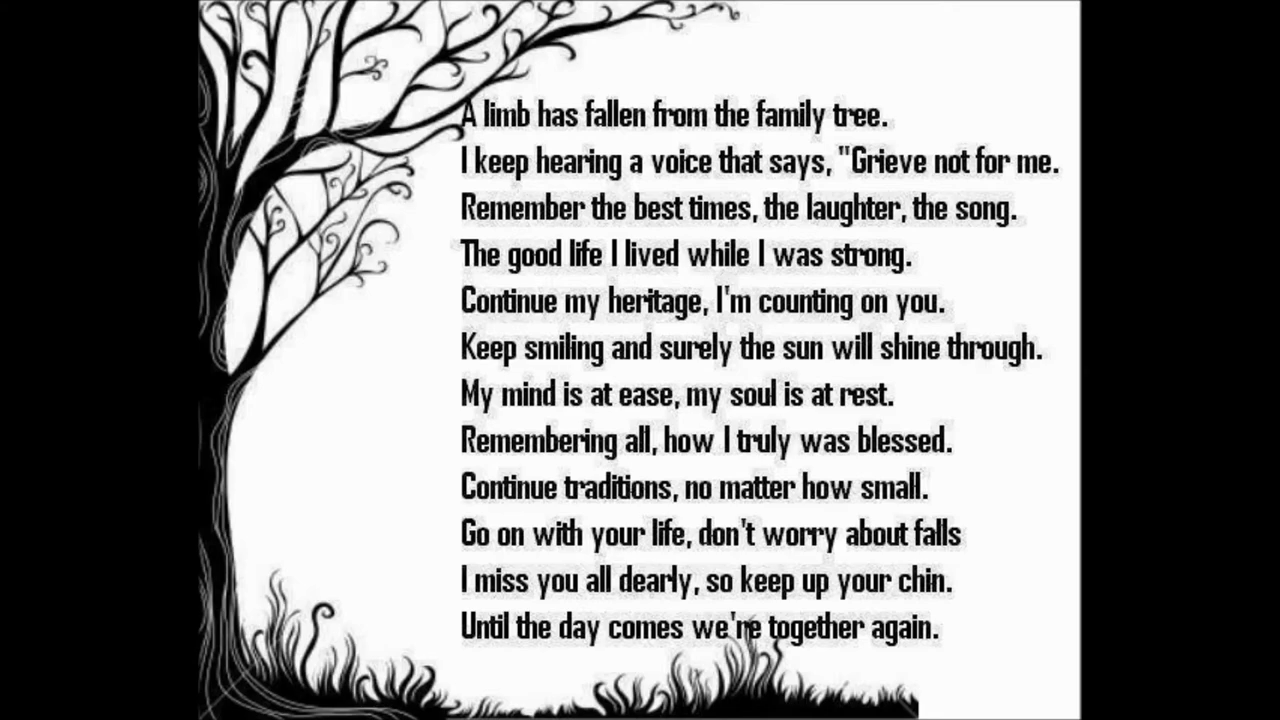 A limb has fallen from the family tree.
I keep hearing a voice that says, "Grieve not for me.
Remember the best times, the laughter, the song.
The good life I lived while I was strong.
Continue my heritage, I'm counting on you.
Keep smiling and surely the sun will shine through.
My mind is at ease, my soul is at rest.
Remembering all, how I truly was blessed.
Continue traditions, no matter how small.
Go on with your life, don't worry about falls
I miss you all dearly, so keep up your chin.
Until the day comes we're together again.